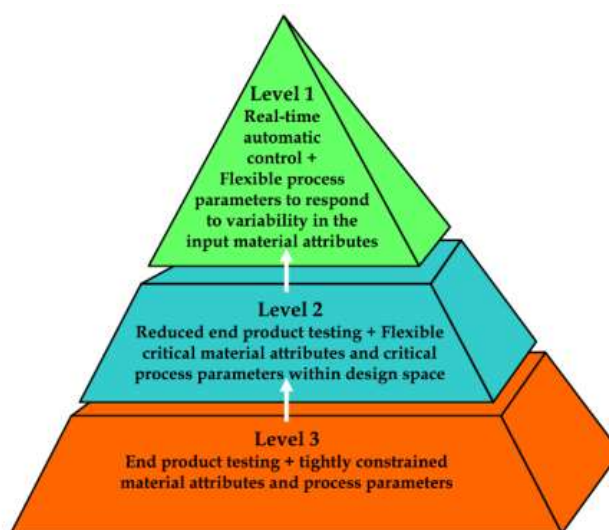 Level 1
Real-time
automatic
control +
Flexible process
parameters to respond
to variability in the
input material attributes
Level 2
Reduced end product testing + Flexible
critical material attributes and critical
process parameters within design space
Level 3
End product testing + tightly constrained
material attributes and process parameters